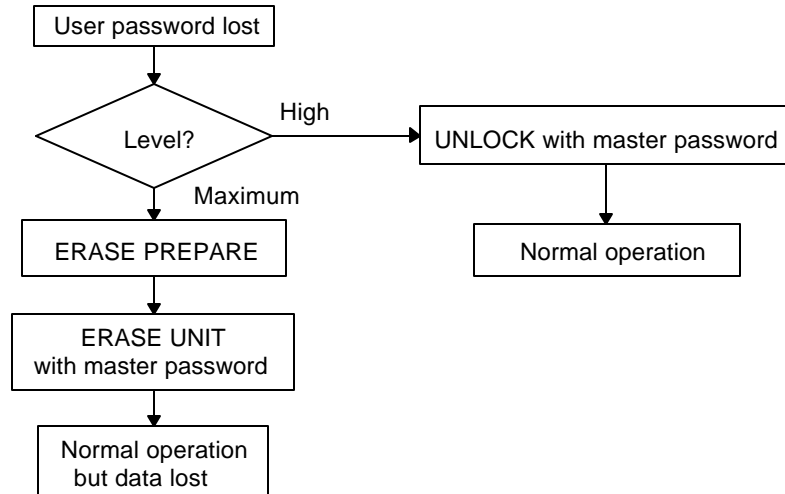 User password lost
High
Level?
UNLOCK with master password
Maximum
ERASE PREPARE
Normal operation
ERASE UNIT
with master password
Normal operation
but data lost